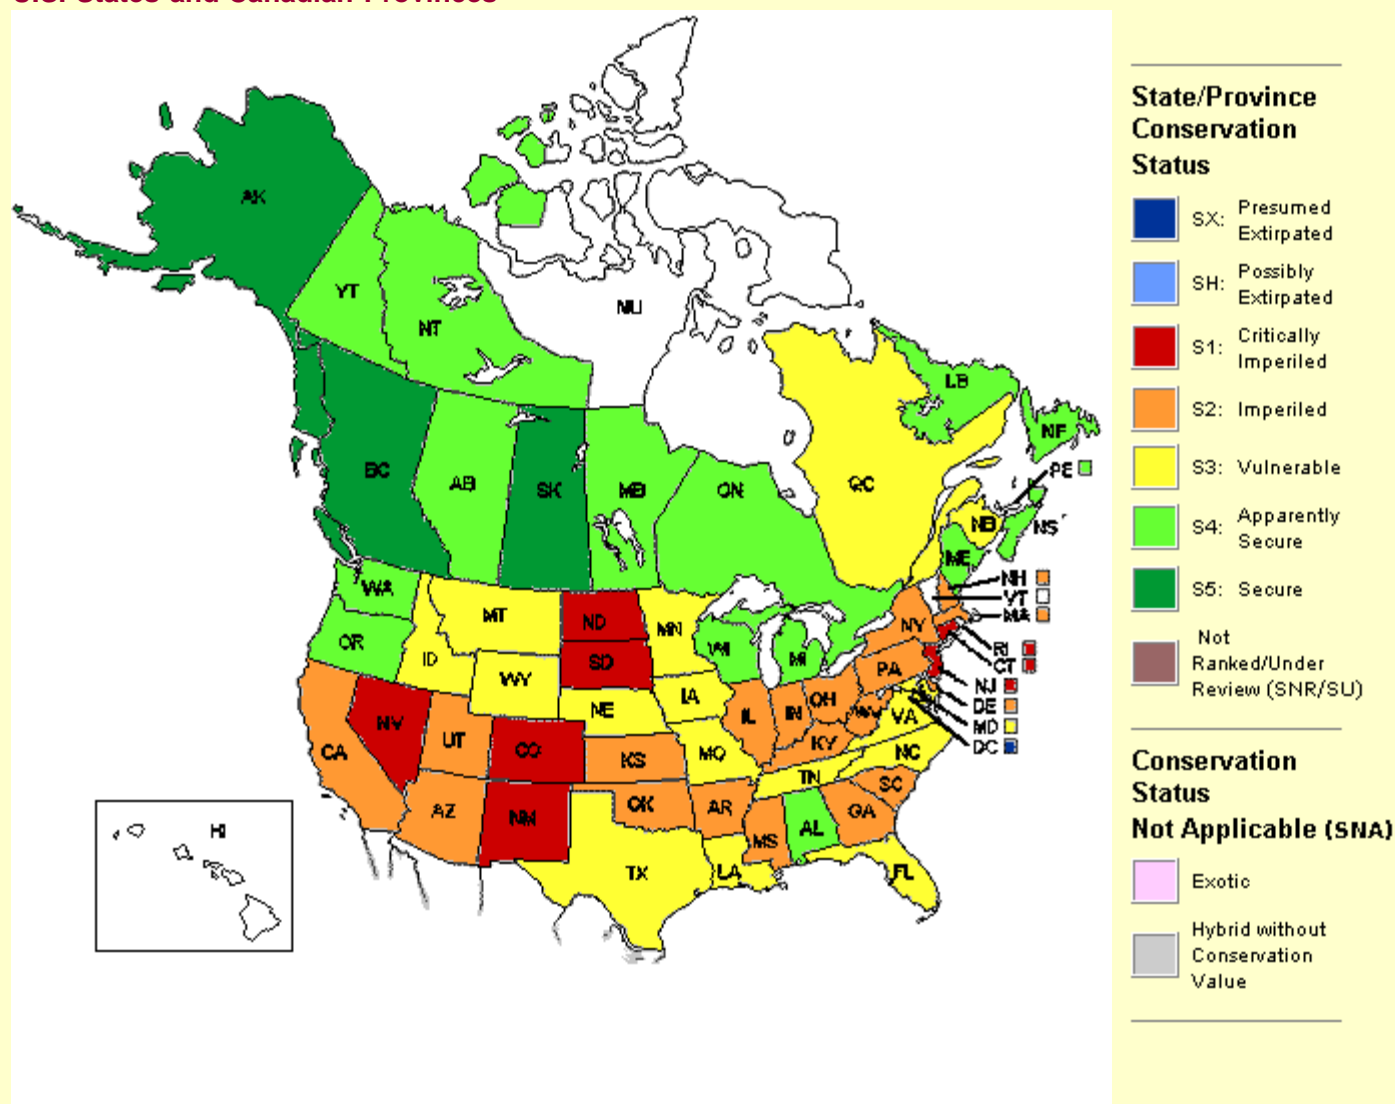 U.S. States and Canadian Provinces
AK
YT
NT
NU
BC
AB
SK
MB
ON
QC
LB
NF
PE
NB
NS
ME
NH
VT
MA
RI
CT
NJ
DE
MD
DC
WA
OR
MT
ID
WY
ND
SD
MN
WI
MI
NY
PA
IA
NE
NV
UT
CO
CA
AZ
NM
KS
OK
MO
IL
IN
OH
WV
VA
KY
NC
TN
SC
AR
MS
AL
GA
TX
LA
FL
HI
State/Province
Conservation
Status
SX: Presumed
Extirpated
SH: Possibly
Extirpated
S1: Critically
Imperiled
S2: Imperiled
S3: Vulnerable
S4: Apparently
Secure
S5: Secure
Not
Ranked/Under
Review (SNR/SU)
Conservation
Status
Not Applicable (SNA)
Exotic
Hybrid without
Conservation
Value